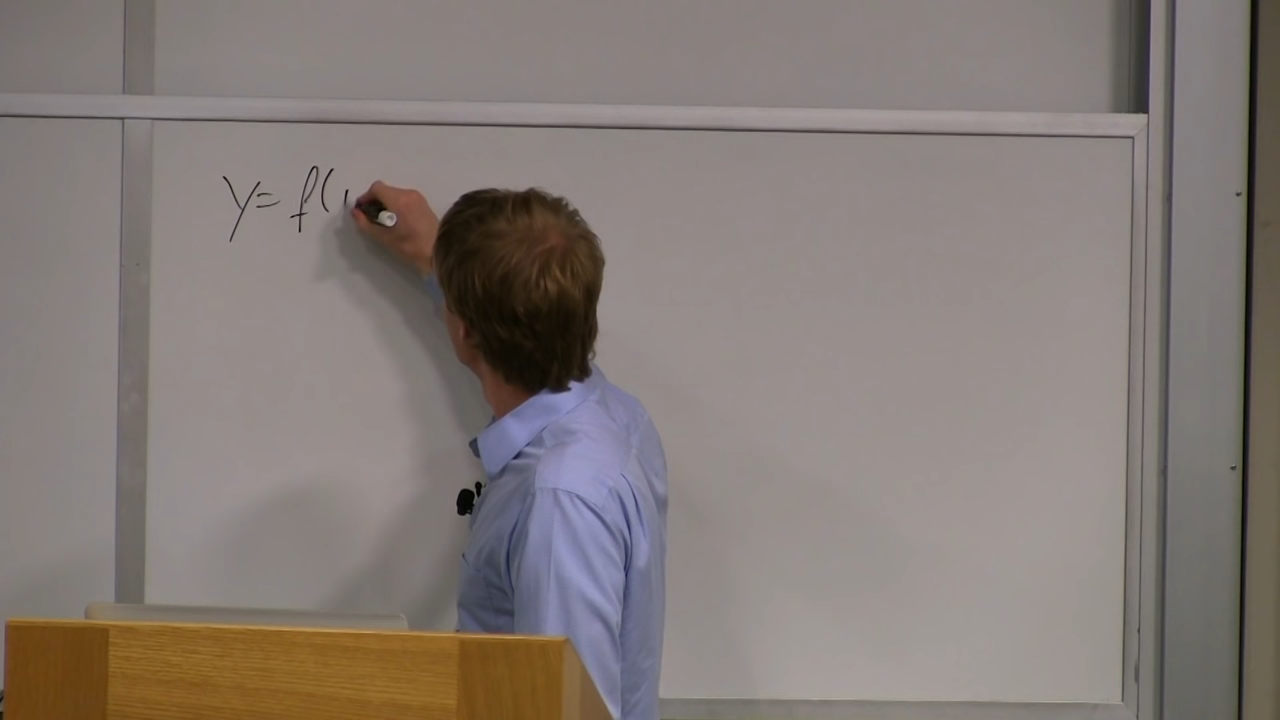 y = f(